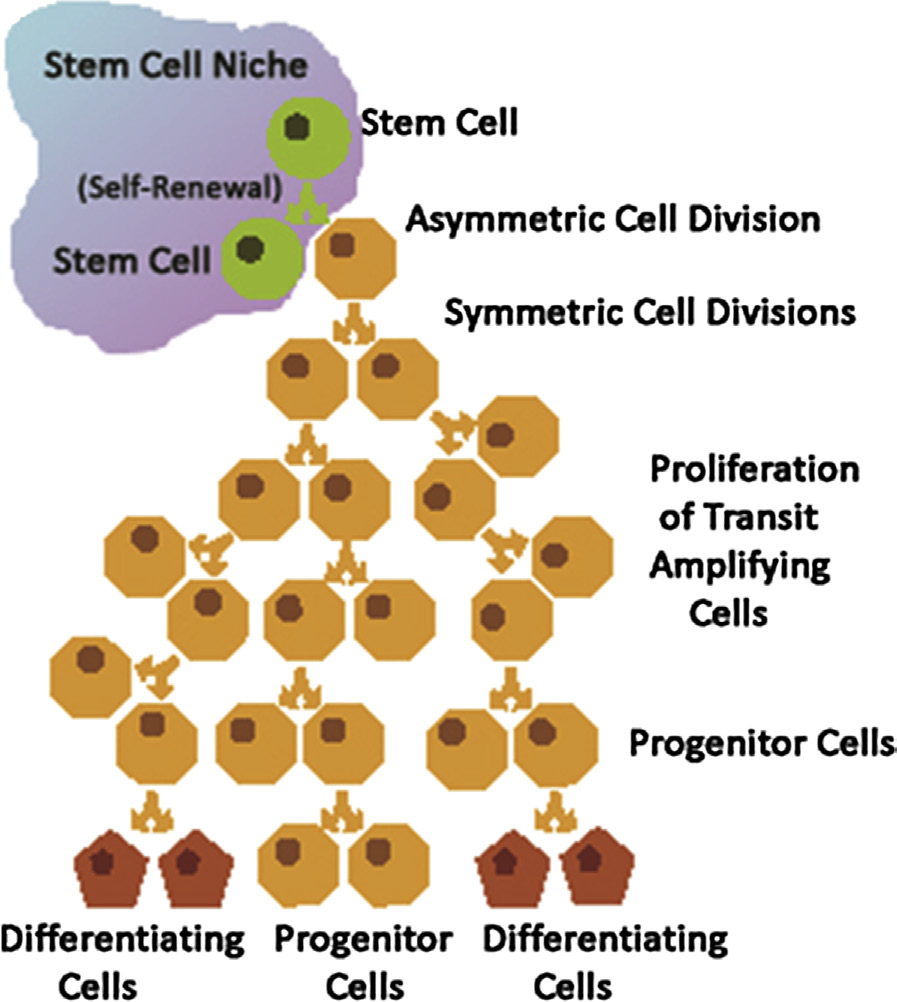 Stem Cell Niche
Stem Cell
(Self-Renewal)
Asymmetric Cell Division
Stem Cell
Symmetric Cell Divisions
Proliferation
of Transit
Amplifying
Cells
Progenitor Cells
Differentiating
Cells
Progenitor
Cells
Differentiating
Cells